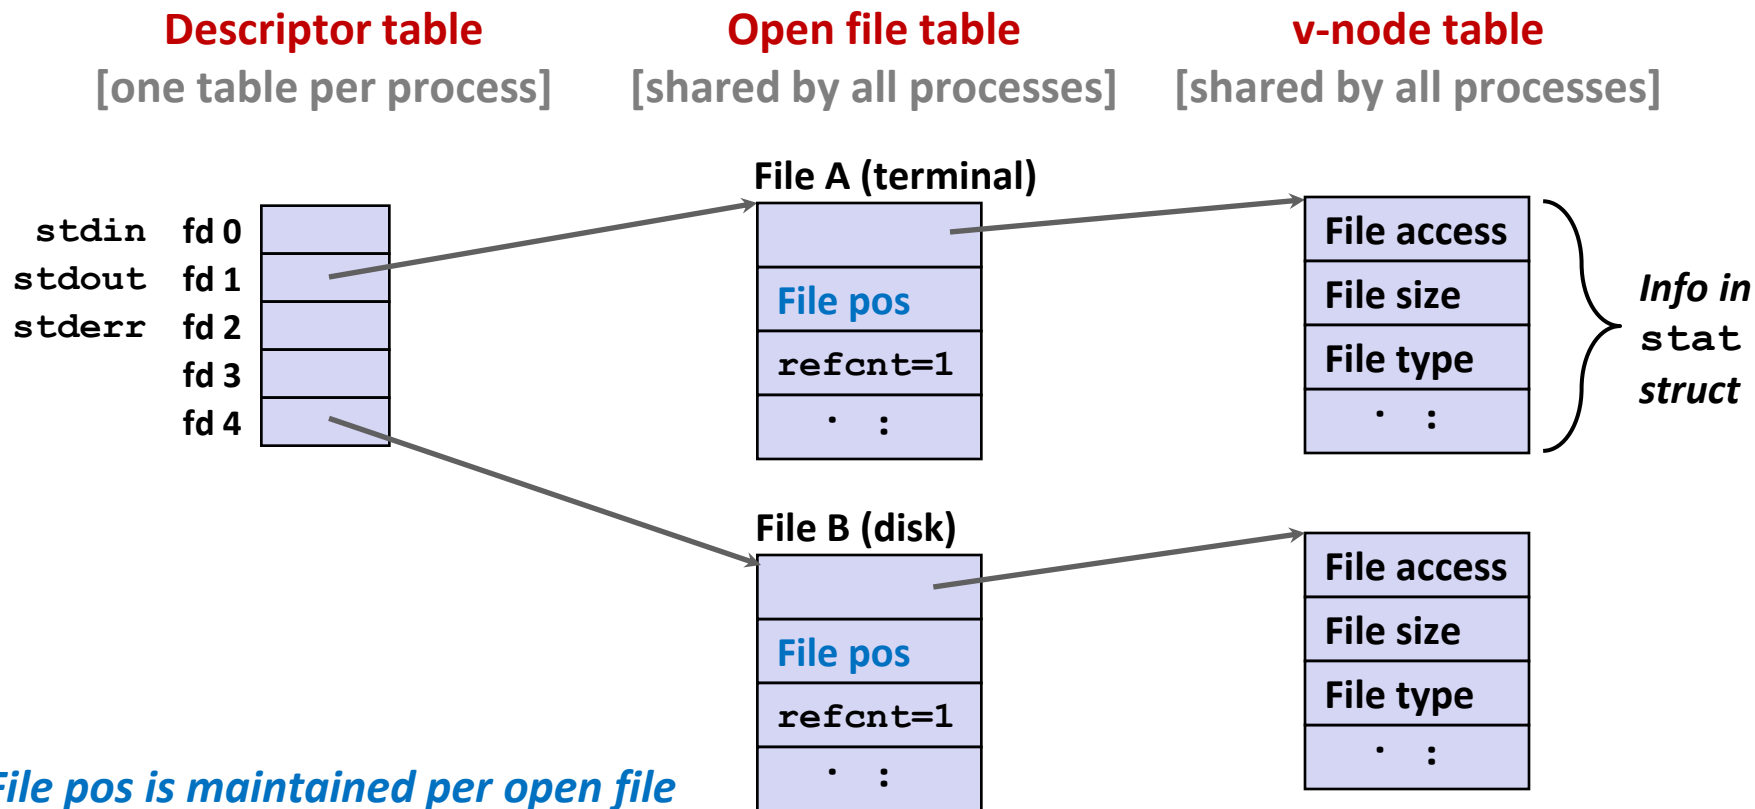 Descriptor table
[one table per process]
Open file table
[shared by all processes]
v-node table
[shared by all processes]
stdin fd 0
stdout fd 1
stderr fd 2
fd 3
fd 4
File A (terminal)
File pos
refcnt=1
File access
File size
File type
Info in
stat
struct
File B (disk)
File pos
refcnt=1
File access
File size
File type
File pos is maintained per open file